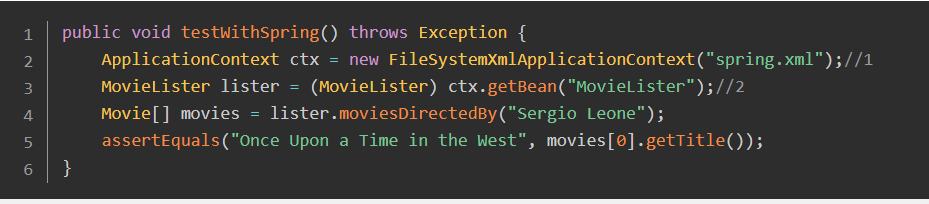 1 public void testWithSpring() throws Exception {
2     ApplicationContext ctx = new FileSystemXmlApplicationContext("spring.xml");//1
3     MovieLister lister = (MovieLister) ctx.getBean("MovieLister");//2
4     Movie[] movies = lister.moviesDirectedBy("Sergio Leone");
5     assertEquals("Once Upon a Time in the West", movies[0].getTitle());
6 }